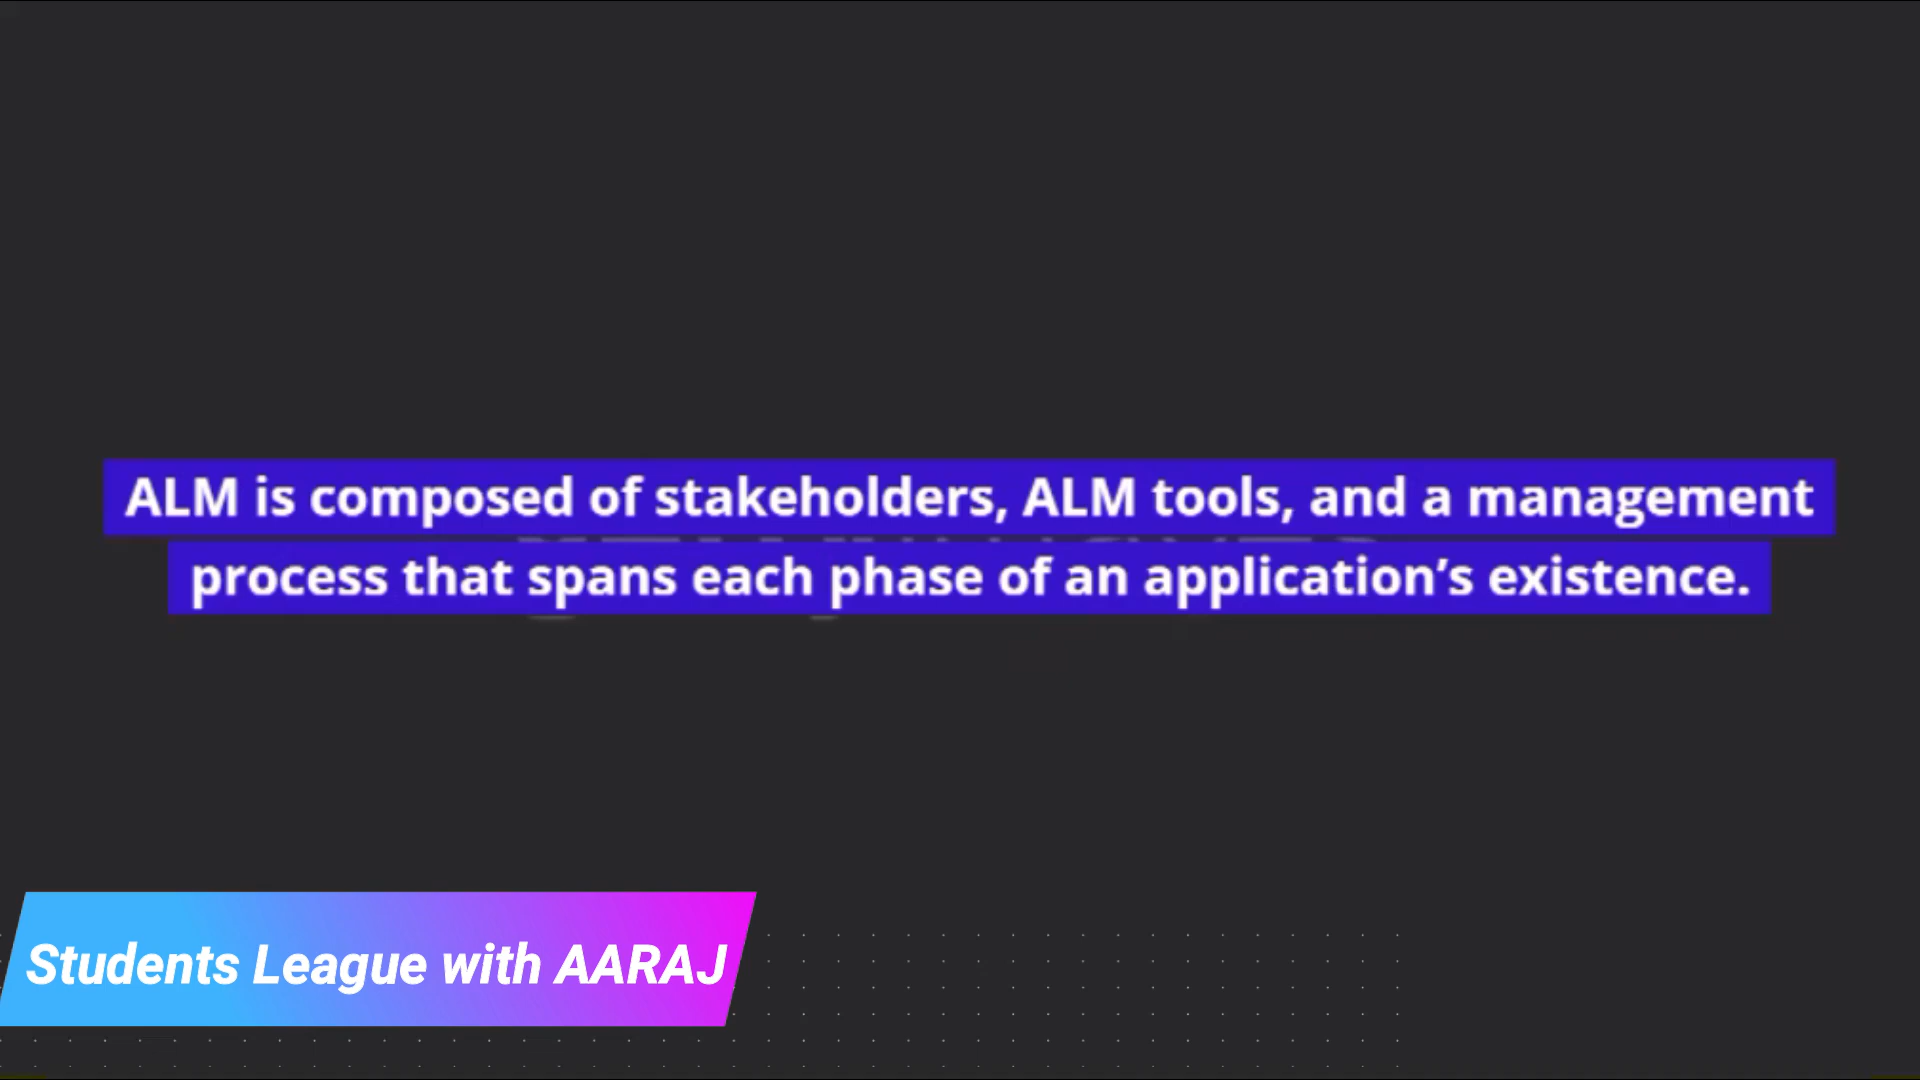 ALM is composed of stakeholders, ALM tools, and a management
process that spans each phase of an application’s existence.
Students League with AARAJ